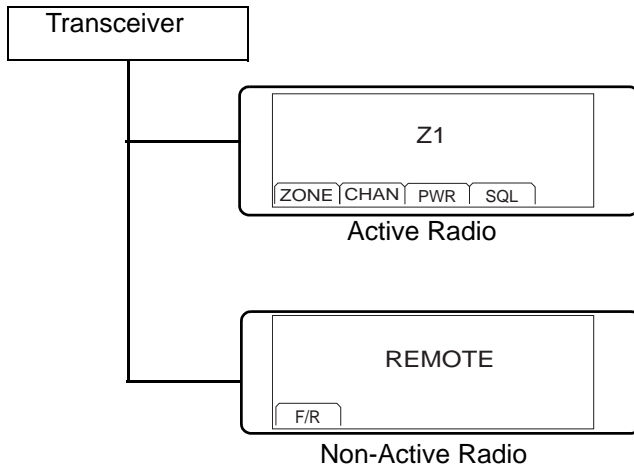 Transceiver
Z1
ZONE CHAN PWR SQL
Active Radio
REMOTE
F/R
Non-Active Radio